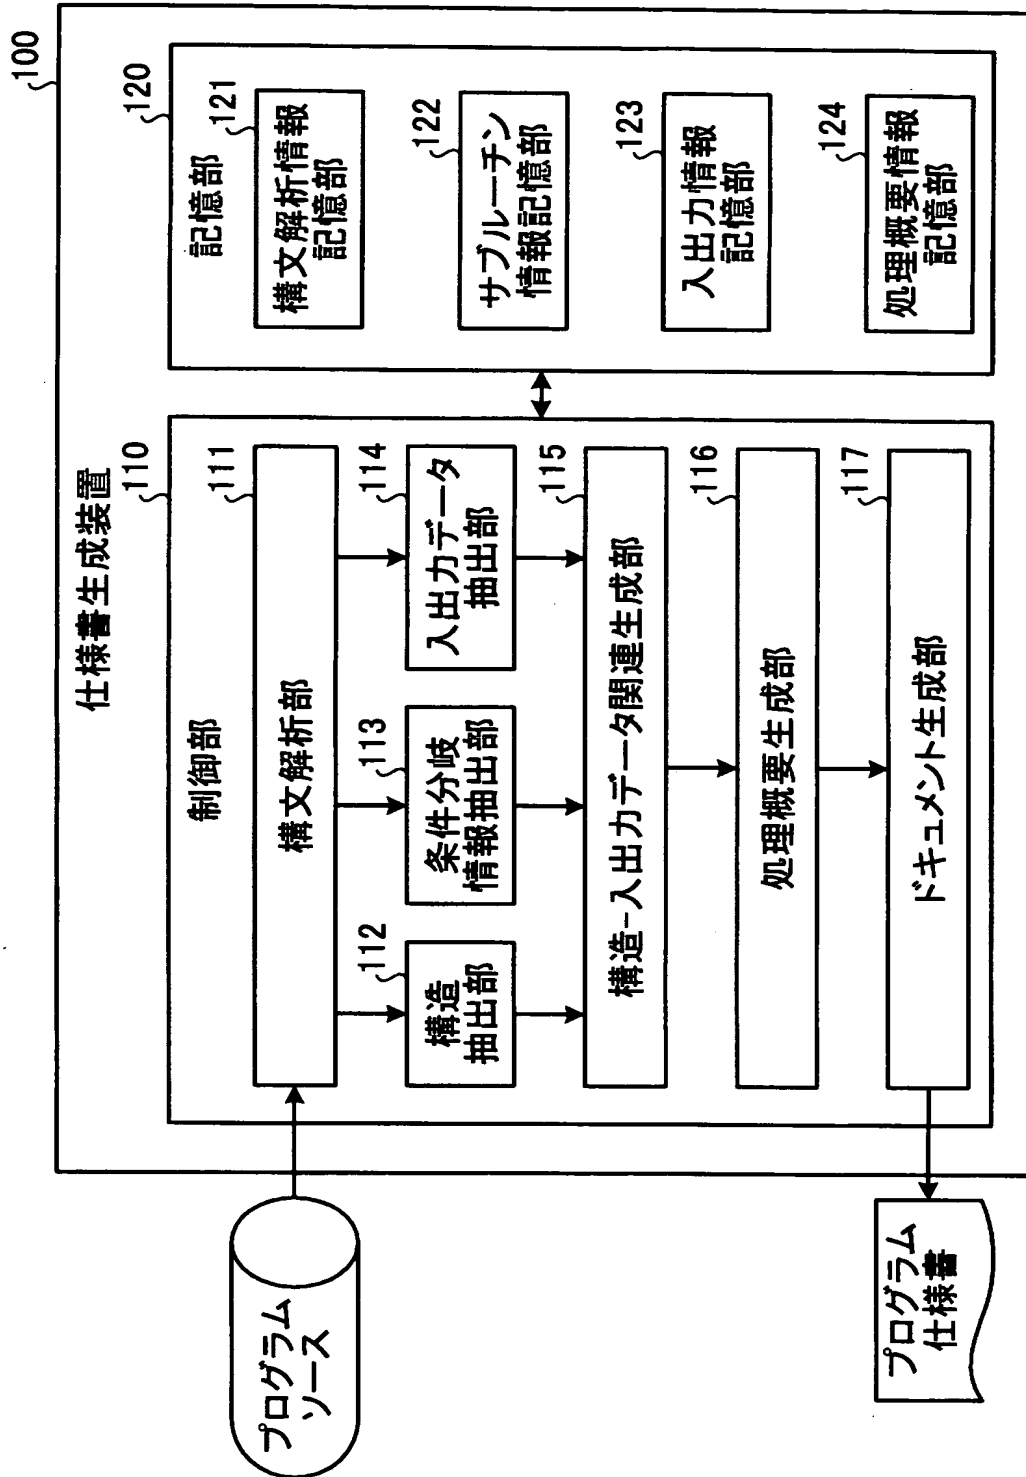 仕様書生成装置
100
制御部
110
構文解析部
111
構造
抽出部
112
条件分岐
情報抽出部
113
入出力データ
抽出部
114
構造-入出力データ関連生成部
115
処理概要生成部
116
ドキュメント生成部
117
記憶部
120
構文解析情報
記憶部
121
サブルーチン
情報記憶部
122
入出力情報
記憶部
123
処理概要情報
記憶部
124
プログラム
ソース
プログラム
仕様書